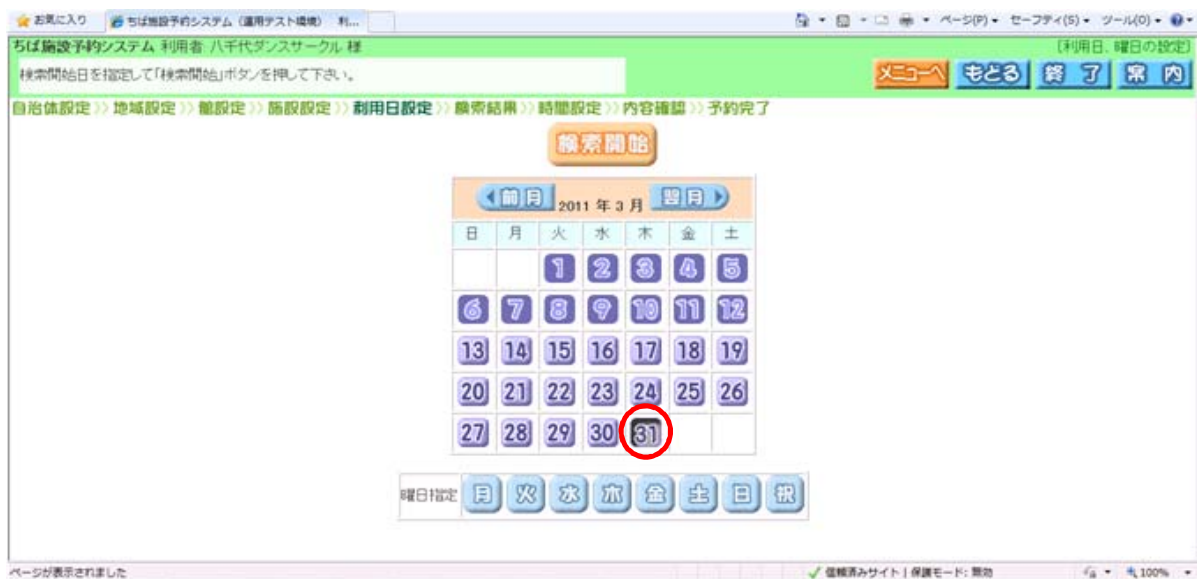 お気に入り ちば施設予約システム（運用テスト環境） 利... ページ(P) セーフティ(S) ツール(O)
ちば施設予約システム 利用者 八千代ダンスサークル 様 [利用日、曜日の設定]
検索開始日を指定して「検索開始」ボタンを押して下さい。 メニューへ もどる 終了 案内
自治体設定 >> 地域設定 >> 館設定 >> 施設設定 >> 利用日設定 >> 検索結果 >> 時間設定 >> 内容確認 >> 予約完了
検索開始
前月 2011 年 3 月 翌月
日 月 火 水 木 金 土
1 2 3 4 5
6 7 8 9 10 11 12
13 14 15 16 17 18 19
20 21 22 23 24 25 26
27 28 29 30 31
曜日指定 月 火 水 木 金 土 日 祝
ページが表示されました 信頼済みサイト | 保護モード: 無効 100%